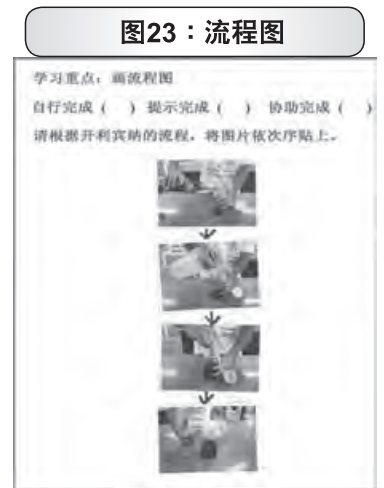 图23：流程图
学习重点：画流程图
自行完成（ ）提示完成（ ）协助完成（ ）
请根据开利宾纳的流程，将图片依次序贴上。